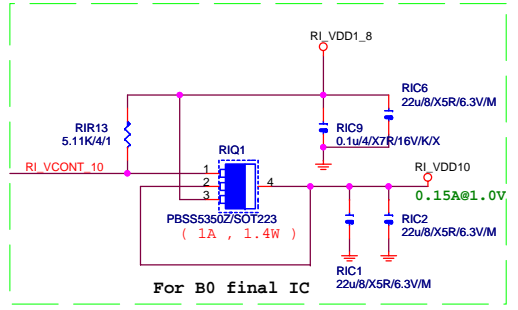 RI_VDD1_8
RIC6
22u/8/X5R/6.3V/M
RIR13
5.11K/4/1
RIC9
0.1u/4/X7R/16V/K/X
RIQ1
RI_VCONT_10
1
2
3
4
RI_VDD10
0.15A@1.0V
PBSS5350Z/SOT223
( 1A , 1.4W )
RIC2
22u/8/X5R/6.3V/M
RIC1
22u/8/X5R/6.3V/M
For B0 final IC